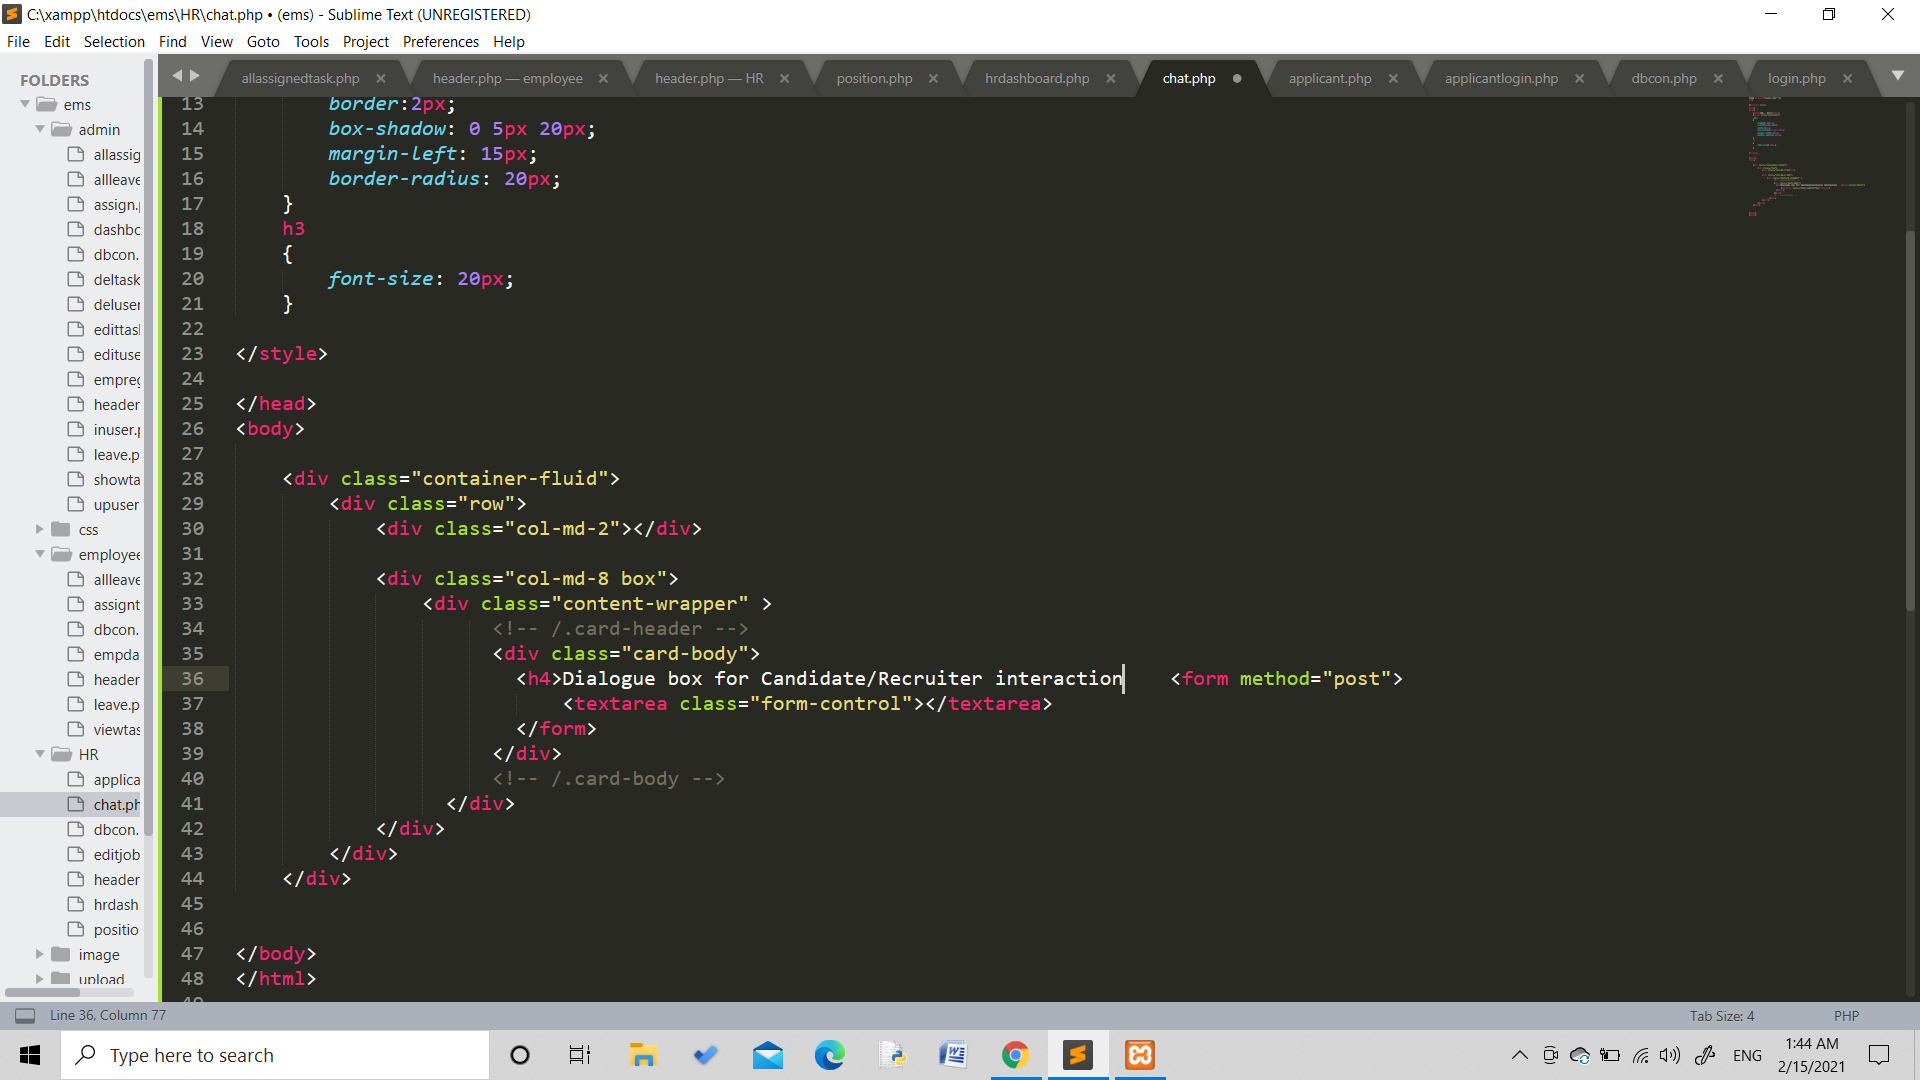 C:\xampp\htdocs\ems\HR\chat.php • (ems) - Sublime Text (UNREGISTERED)
File Edit Selection Find View Goto Tools Project Preferences Help
FOLDERS
ems
admin
allassig
allleave
assign.
dashbo
dbcon.
deltask
deluser
edittas
edituse
empreg
header
inuser.
leave.p
showta
upuser
css
employee
allleave
assignt
dbcon.
empda
header
leave.p
viewtas
HR
applica
chat.ph
dbcon.
editjob
header
hrdash
positio
image
upload
allassignedtask.php
header.php — employee
header.php — HR
position.php
hrdashboard.php
chat.php
applicant.php
applicantlogin.php
dbcon.php
login.php
13 border:2px;
14 box-shadow: 0 5px 20px;
15 margin-left: 15px;
16 border-radius: 20px;
17 }
18 h3
19 {
20 font-size: 20px;
21 }
22
23 </style>
24
25 </head>
26 <body>
27
28 <div class="container-fluid">
29 <div class="row">
30 <div class="col-md-2"></div>
31
32 <div class="col-md-8 box">
33 <div class="content-wrapper" >
34 <!-- /.card-header -->
35 <div class="card-body">
36 <h4>Dialogue box for Candidate/Recruiter interaction <form method="post">
37 <textarea class="form-control"></textarea>
38 </form>
39 </div>
40 <!-- /.card-body -->
41 </div>
42 </div>
43 </div>
44 </div>
45
46
47 </body>
48 </html>
Line 36, Column 77
Tab Size: 4
PHP
Type here to search
ENG
1:44 AM
2/15/2021